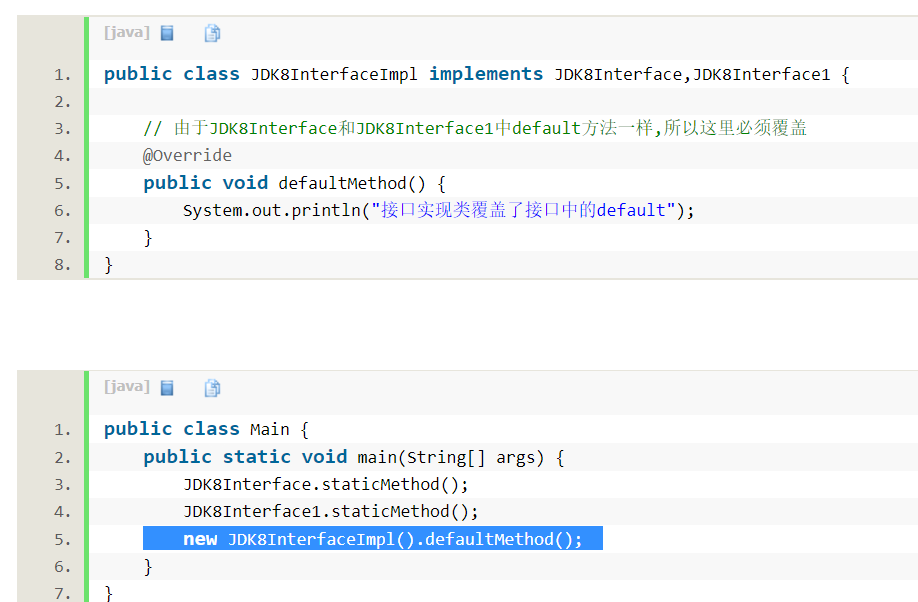 [java]
1. public class JDK8InterfaceImpl implements JDK8Interface,JDK8Interface1 {
2.
3. // 由于JDK8Interface和JDK8Interface1中default方法一样,所以这里必须覆盖
4. @Override
5. public void defaultMethod() {
6. System.out.println("接口实现类覆盖了接口中的default");
7. }
8. }
[java]
1. public class Main {
2. public static void main(String[] args) {
3. JDK8Interface.staticMethod();
4. JDK8Interface1.staticMethod();
5. new JDK8InterfaceImpl().defaultMethod();
6. }
7. }